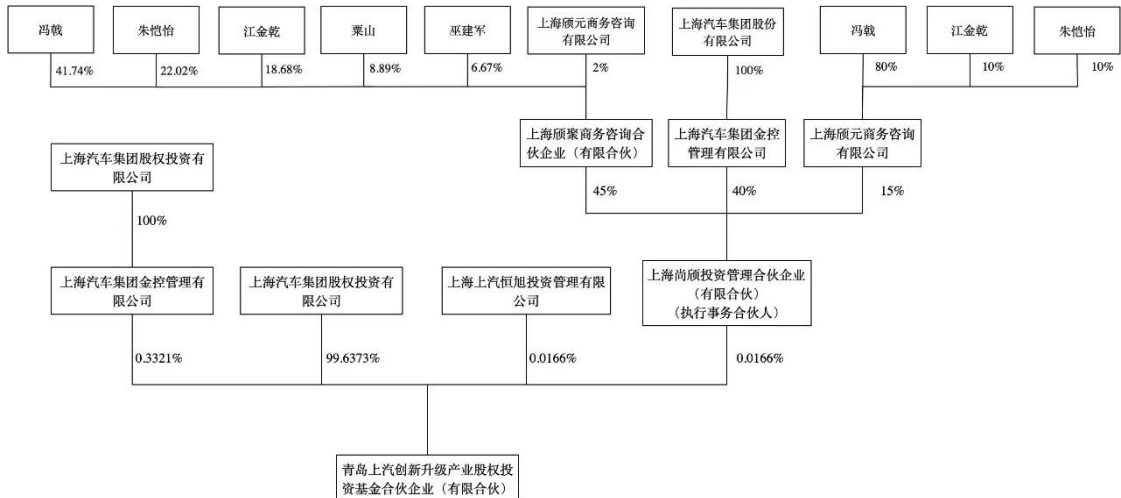 冯戟
朱恺怡
江金乾
栗山
巫建军
上海颀元商务咨询
有限公司
上海汽车集团股份
有限公司
冯戟
江金乾
朱恺怡
41.74%
22.02%
18.68%
8.89%
6.67%
2%
100%
80%
10%
10%
上海颀聚商务咨询合
伙企业（有限合伙）
上海汽车集团金控
管理有限公司
上海颀元商务咨询
有限公司
上海汽车集团股权投资有
限公司
45%
40%
15%
100%
上海汽车集团金控管理有
限公司
上海汽车集团股权投资有
限公司
上海上汽恒旭投资管理有限
公司
上海尚颀投资管理合伙企业
（有限合伙）
（执行事务合伙人）
0.3321%
99.6373%
0.0166%
0.0166%
青岛上汽创新升级产业股权投
资基金合伙企业（有限合伙）